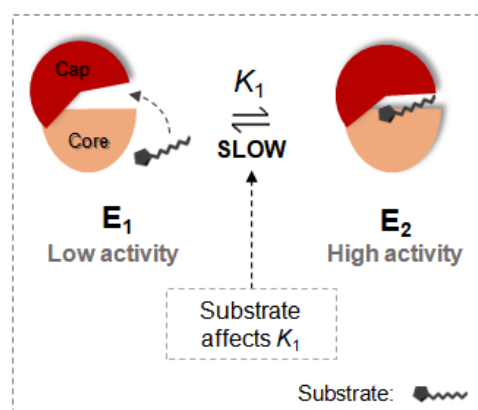 Cap
Core
K1
SLOW
E1
Low activity
E2
High activity
Substrate
affects K1
Substrate: